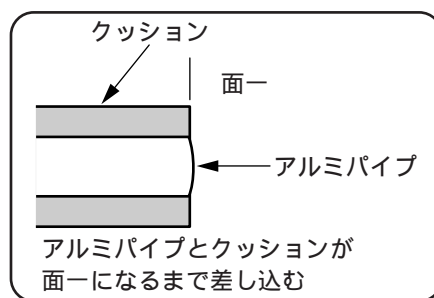 クッション
面一
アルミパイプ
アルミパイプとクッションが
面一になるまで差し込む